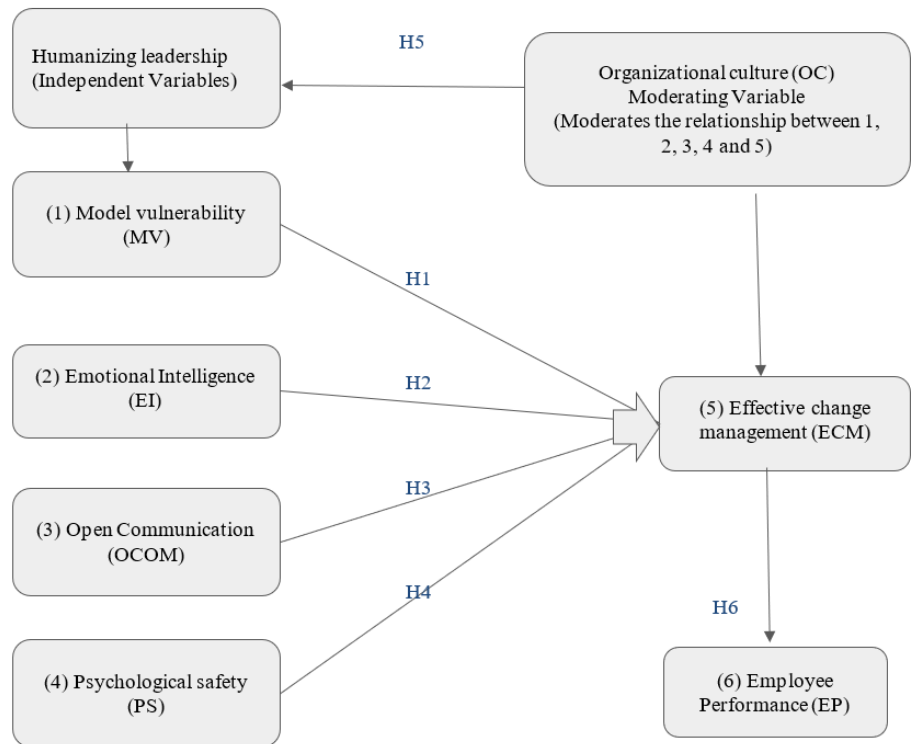 Humanizing leadership
(Independent Variables)
H5
Organizational culture (OC)
Moderating Variable
(Moderates the relationship between 1,
2, 3, 4 and 5)
(1) Model vulnerability
(MV)
H1
(2) Emotional Intelligence
(EI)
H2
(5) Effective change
management (ECM)
(3) Open Communication
(OCOM)
H3
H4
H6
(4) Psychological safety
(PS)
(6) Employee
Performance (EP)